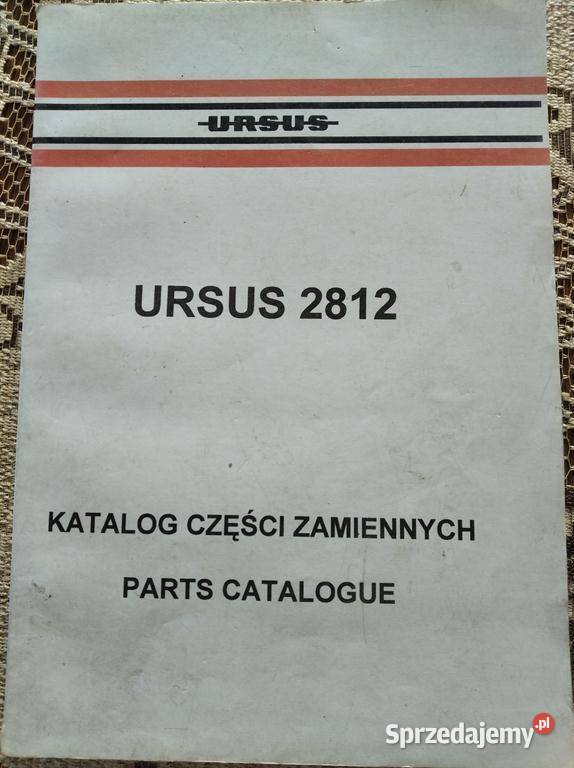 URSUS
URSUS 2812
KATALOG CZĘŚCI ZAMIENNYCH
PARTS CATALOGUE
Sprzedajemy.pl